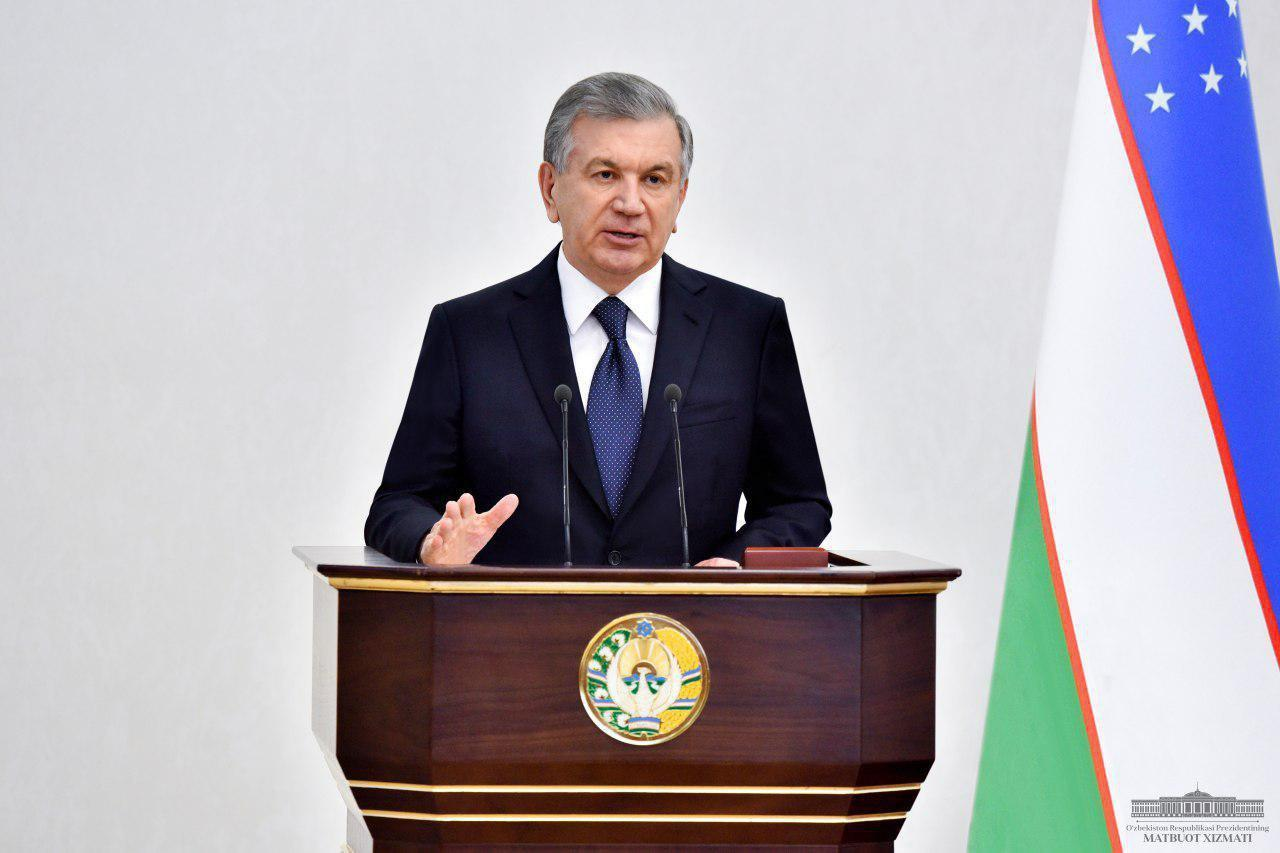 O'zbekiston Respublikasi Prezidentining
MATBUOT XIZMATI